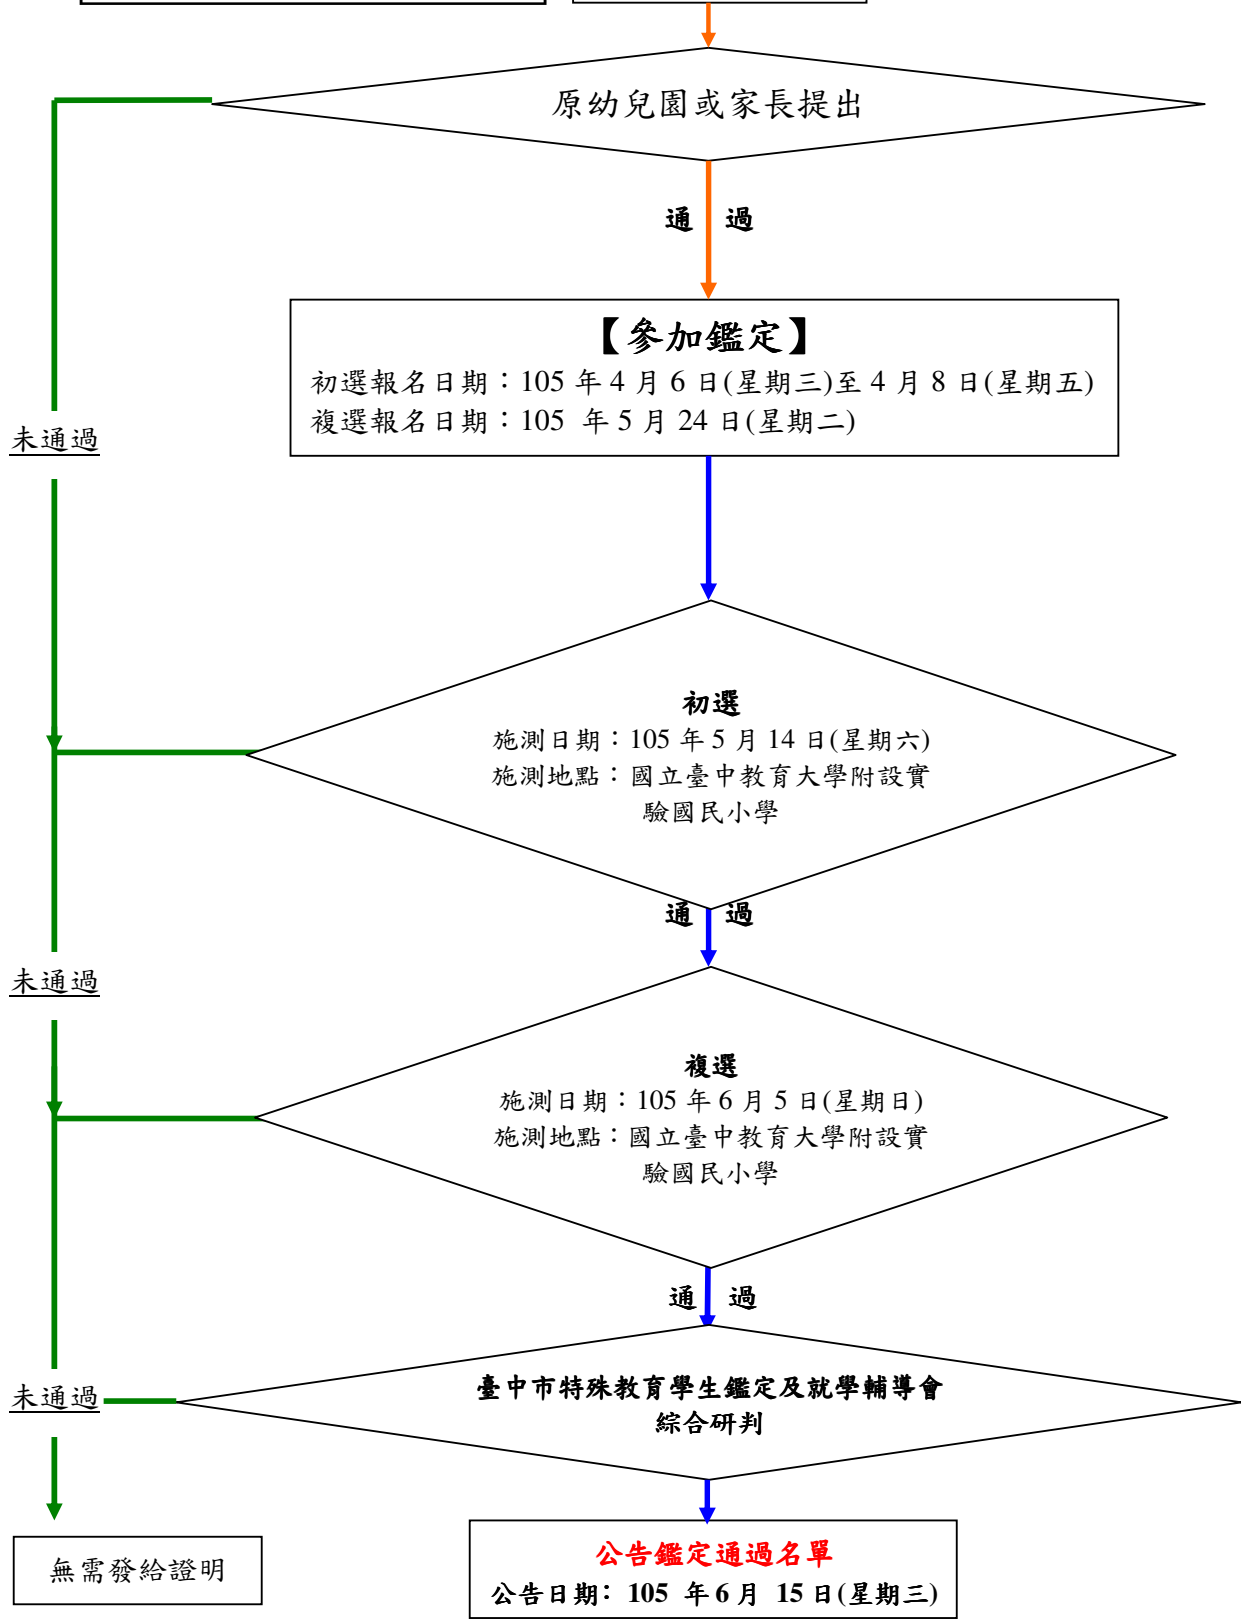 原幼兒園或家長提出
通 過
【參加鑑定】
初選報名日期：105 年 4 月 6 日(星期三)至 4 月 8 日(星期五)
複選報名日期：105 年 5 月 24 日(星期二)
未通過
初選
施測日期：105 年 5 月 14 日(星期六)
施測地點：國立臺中教育大學附設實
驗國民小學
通 過
未通過
複選
施測日期：105 年 6 月 5 日(星期日)
施測地點：國立臺中教育大學附設實
驗國民小學
通 過
臺中市特殊教育學生鑑定及就學輔導會
綜合研判
未通過
無需發給證明
公告鑑定通過名單
公告日期: 105 年 6 月 15 日(星期三)